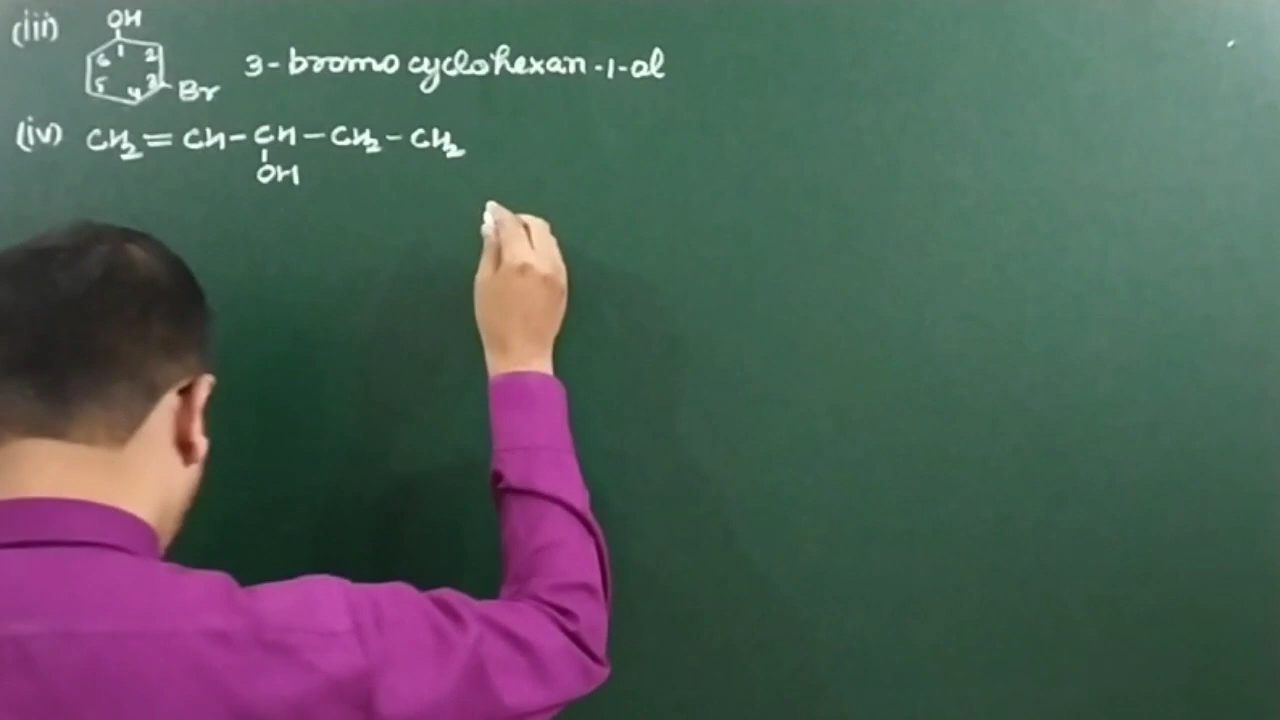 (iii) OH
1 2 3 4 5 6 Br 3-bromo cyclohexan-1-ol
(iv) CH₂=CH-CH-CH₂-CH₂
OH